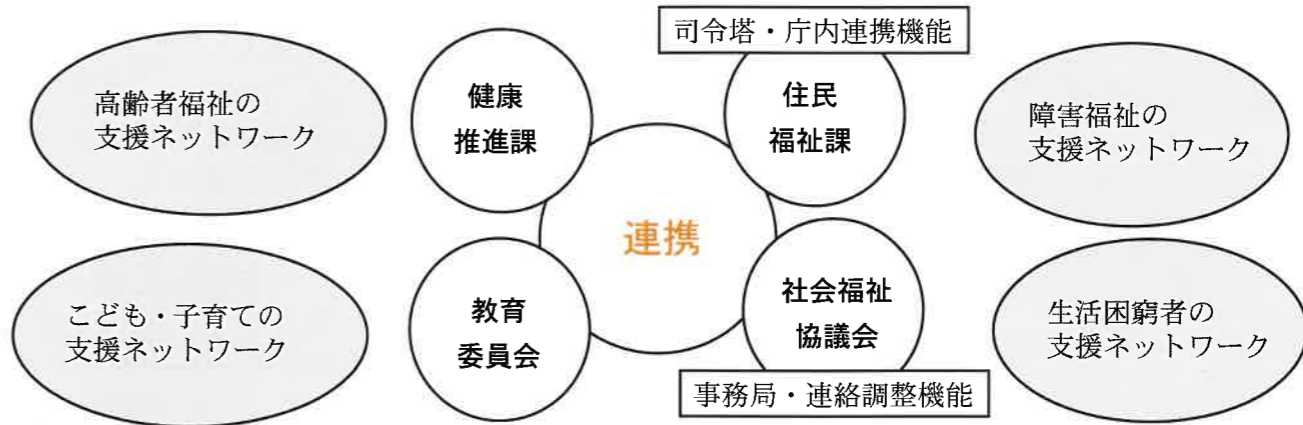 司令塔・庁内連携機能
高齢者福祉の
支援ネットワーク
健康
推進課
住民
福祉課
障害福祉の
支援ネットワーク
連携
こども・子育ての
支援ネットワーク
教育
委員会
社会福祉
協議会
生活困窮者の
支援ネットワーク
事務局・連絡調整機能